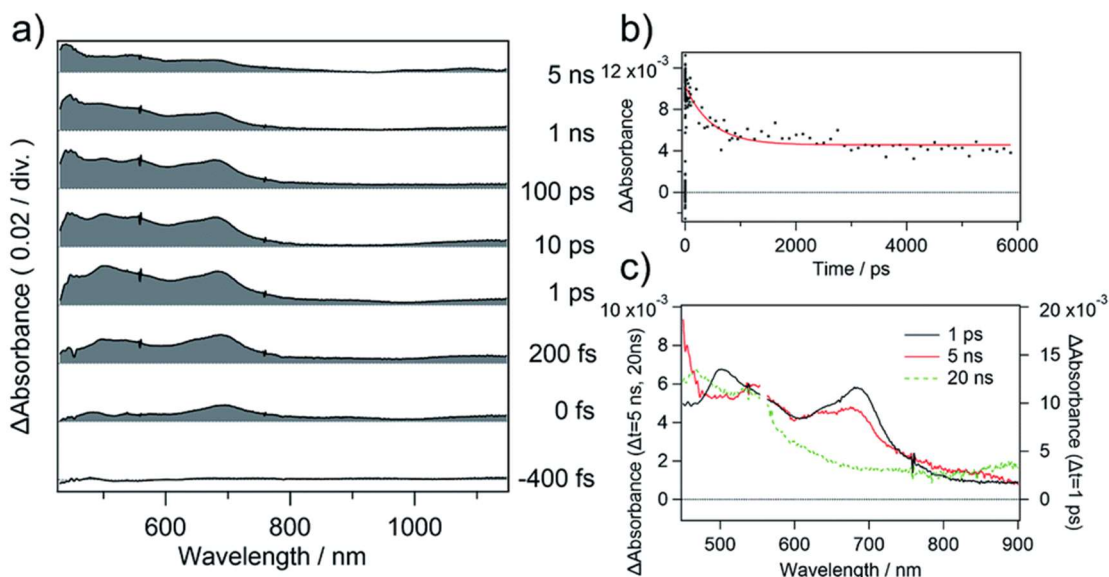 a)
ΔAbsorbance ( 0.02 / div.)
5 ns
1 ns
100 ps
10 ps
1 ps
200 fs
0 fs
-400 fs
600 800 1000
Wavelength / nm
b)
ΔAbsorbance
12 x10⁻³
8
4
0
0 2000 4000 6000
Time / ps
c)
ΔAbsorbance (Δt=5 ns, 20ns)
10 x10⁻³
8
6
4
2
0
1 ps
5 ns
20 ns
20 x10⁻³
15
10
5
0
ΔAbsorbance (Δt=1 ps)
500 600 700 800 900
Wavelength / nm